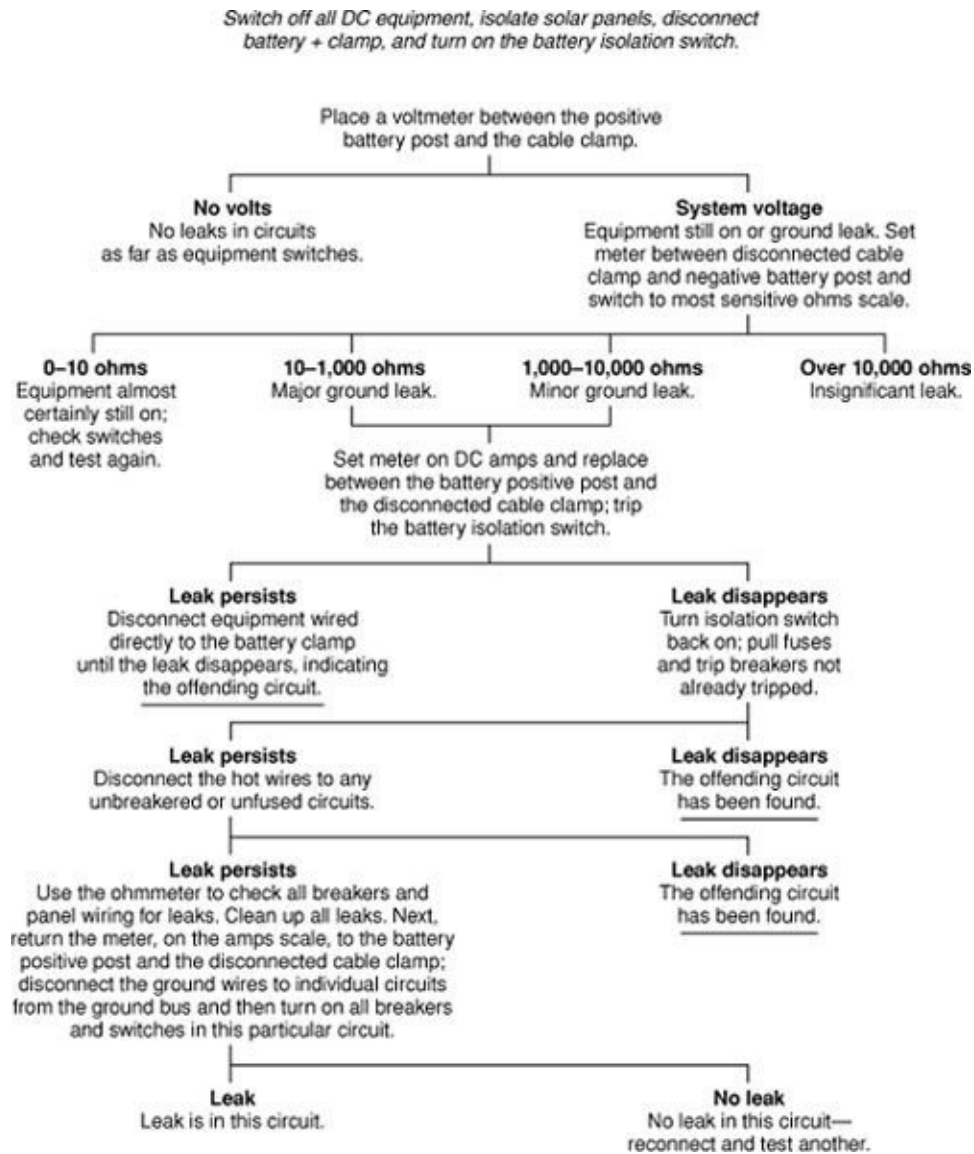 Switch off all DC equipment, isolate solar panels, disconnect
battery + clamp, and turn on the battery isolation switch.
Place a voltmeter between the positive
battery post and the cable clamp.
No volts
No leaks in circuits
as far as equipment switches.
System voltage
Equipment still on or ground leak. Set
meter between disconnected cable
clamp and negative battery post and
switch to most sensitive ohms scale.
0–10 ohms
Equipment almost
certainly still on;
check switches
and test again.
10–1,000 ohms
Major ground leak.
1,000–10,000 ohms
Minor ground leak.
Over 10,000 ohms
Insignificant leak.
Set meter on DC amps and replace
between the battery positive post and
the disconnected cable clamp; trip
the battery isolation switch.
Leak persists
Disconnect equipment wired
directly to the battery clamp
until the leak disappears, indicating
the offending circuit.
Leak disappears
Turn isolation switch
back on; pull fuses
and trip breakers not
already tripped.
Leak persists
Disconnect the hot wires to any
unbreakered or unfused circuits.
Leak disappears
The offending circuit
has been found.
Leak persists
Use the ohmmeter to check all breakers and
panel wiring for leaks. Clean up all leaks. Next,
return the meter, on the amps scale, to the battery
positive post and the disconnected cable clamp;
disconnect the ground wires to individual circuits
from the ground bus and then turn on all breakers
and switches in this particular circuit.
Leak disappears
The offending circuit
has been found.
Leak
Leak is in this circuit.
No leak
No leak in this circuit—
reconnect and test another.